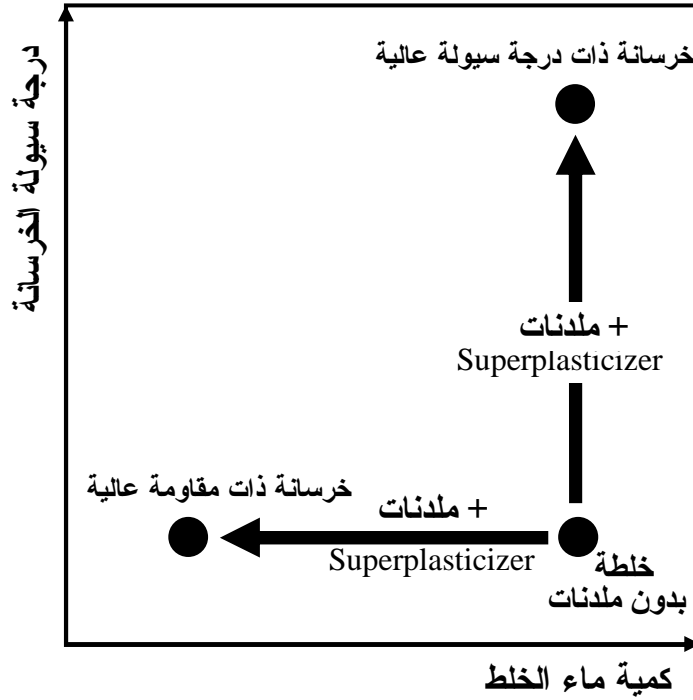 خرسانة ذات درجة سيولة عالية
درجة سيولة الخرسانة
+ ملدنات
Superplasticizer
خرسانة ذات مقاومة عالية
+ ملدنات
Superplasticizer
خلطة
بدون ملدنات
كمية ماء الخلط